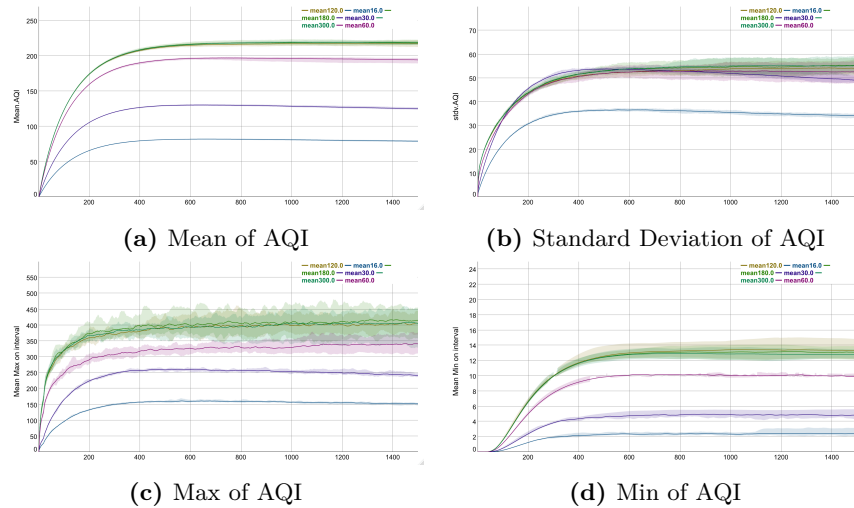 mean120.0 mean16.0
mean180.0 mean30.0
mean300.0 mean60.0
250
200
150
100
50
0
Mean.AQI
200 400 600 800 1000 1200 1400
(a) Mean of AQI
mean120.0 mean16.0
mean180.0 mean30.0
mean300.0 mean60.0
70
60
50
40
30
20
10
0
stdv.AQI
200 400 600 800 1000 1200 1400
(b) Standard Deviation of AQI
mean120.0 mean16.0
mean180.0 mean30.0
mean300.0 mean60.0
550
500
450
400
350
300
250
200
150
100
50
0
Mean Max on interval
200 400 600 800 1000 1200 1400
(c) Max of AQI
mean120.0 mean16.0
mean180.0 mean30.0
mean300.0 mean60.0
24
22
20
18
16
14
12
10
8
6
4
2
0
Mean Min on interval
200 400 600 800 1000 1200 1400
(d) Min of AQI